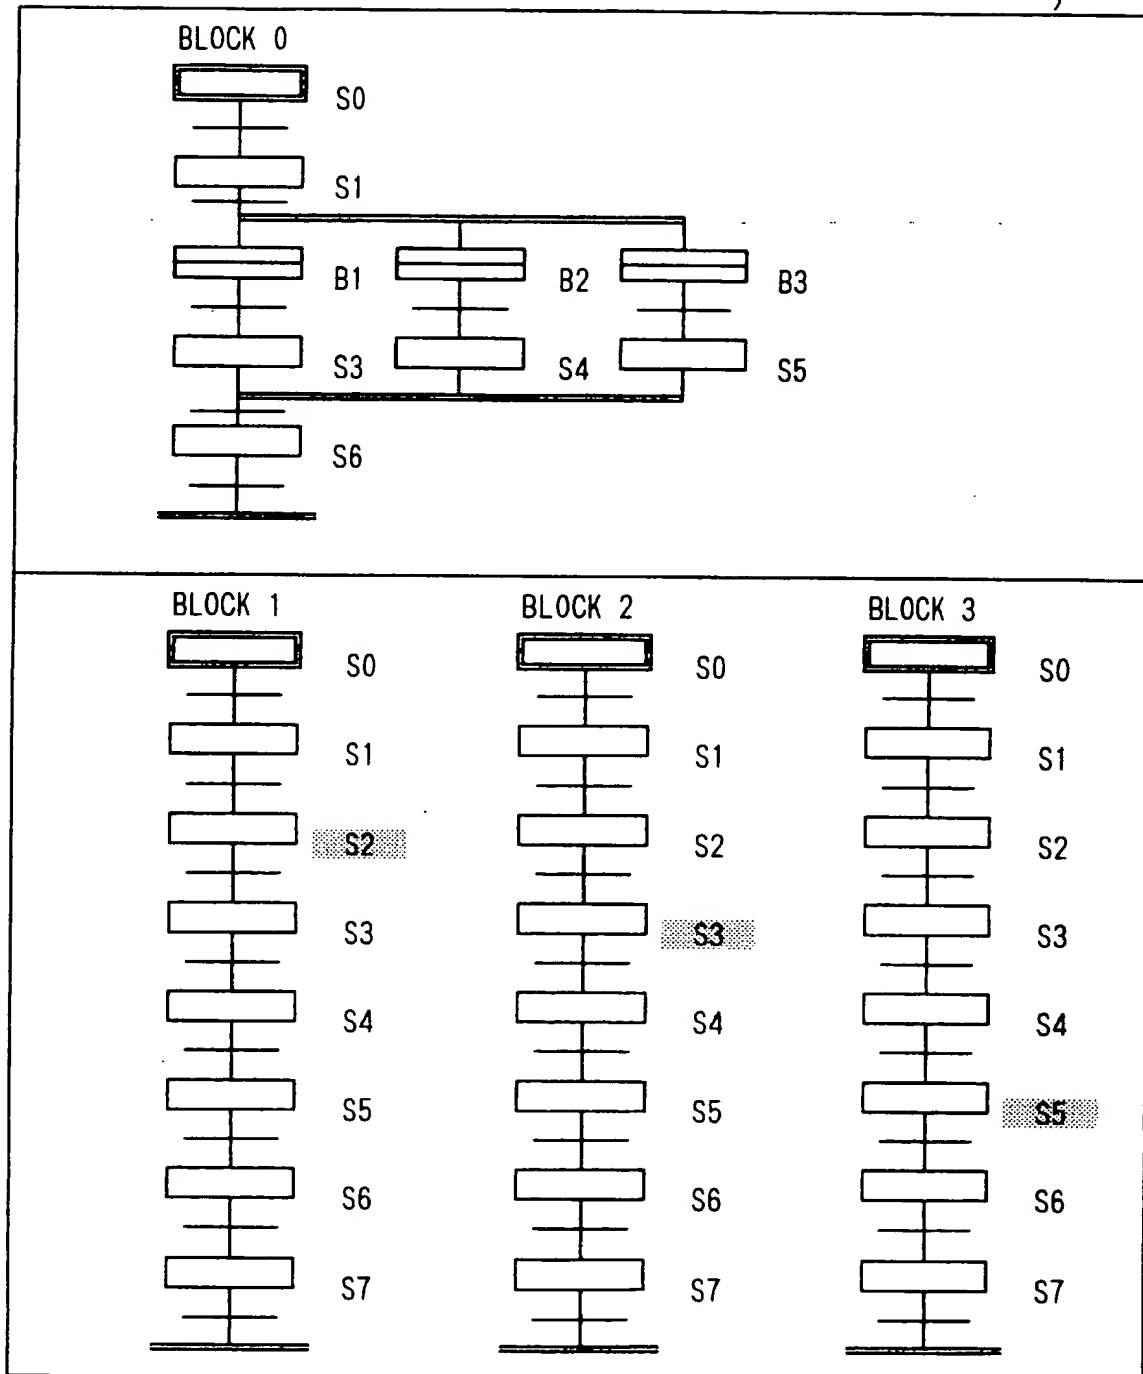 BLOCK 0
S0
S1
B1 B2 B3
S3 S4 S5
S6
BLOCK 1 BLOCK 2 BLOCK 3
S0 S0 S0
S1 S1 S1
S2 S2 S2
S3 S3 S3
S4 S4 S4
S5 S5 S5
S6 S6 S6
S7 S7 S7